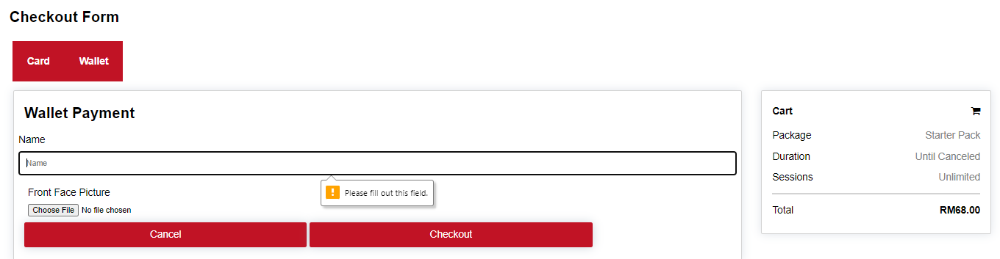 Checkout Form
Card Wallet
Wallet Payment
Name
Name
Please fill out this field.
Front Face Picture
Choose File No file chosen
Cancel Checkout
Cart
Package Starter Pack
Duration Until Canceled
Sessions Unlimited
Total RM68.00